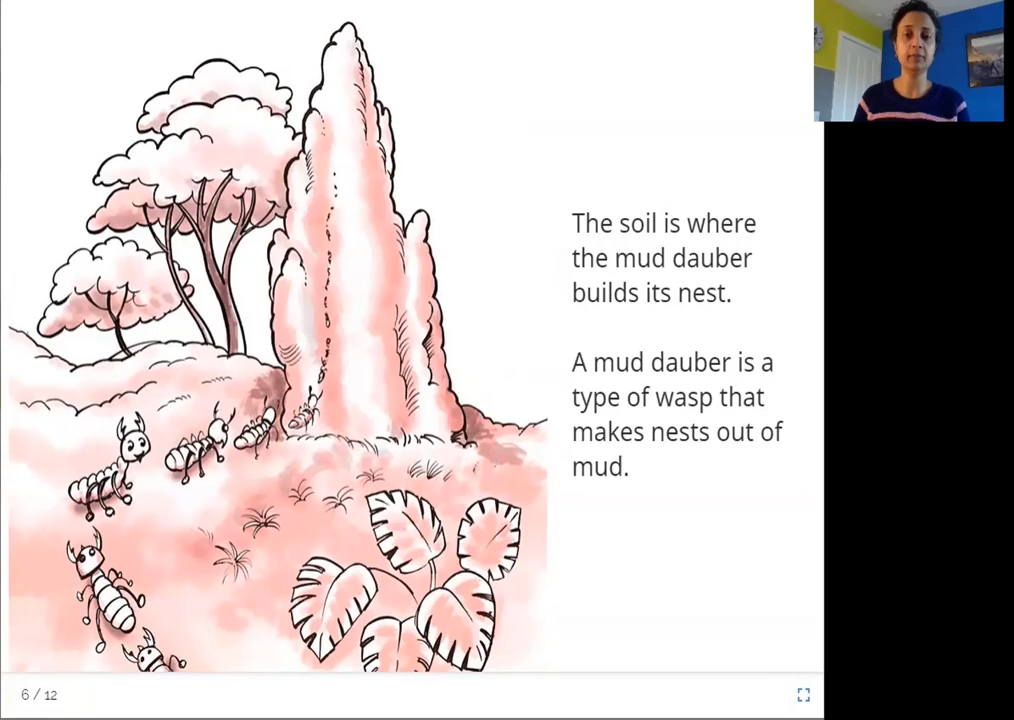 The soil is where
the mud dauber
builds its nest.
A mud dauber is a
type of wasp that
makes nests out of
mud.
6 / 12